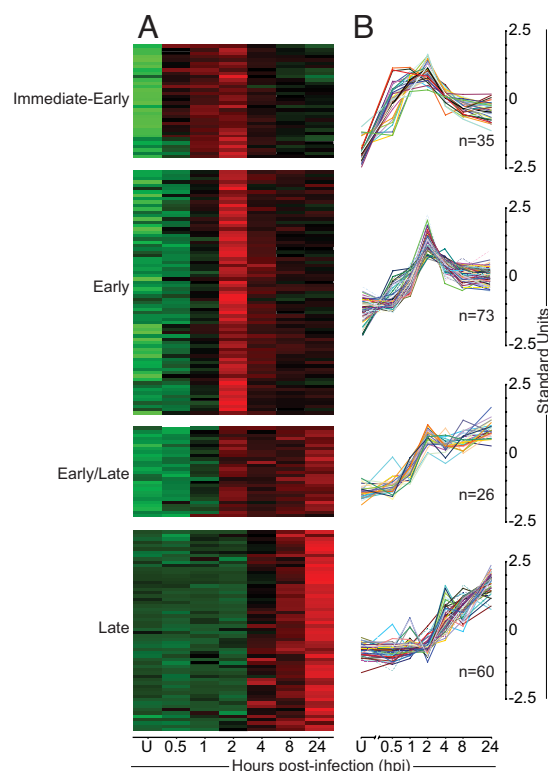 A B
Immediate-Early
2.5
0
-2.5
n=35
Early
2.5
0
-2.5
n=73
Early/Late
2.5
0
-2.5
n=26
Late
2.5
0
-2.5
n=60
Standard Units
U 0.5 1 2 4 8 24 U 0.5 1 2 4 8 24
Hours post-infection (hpi)